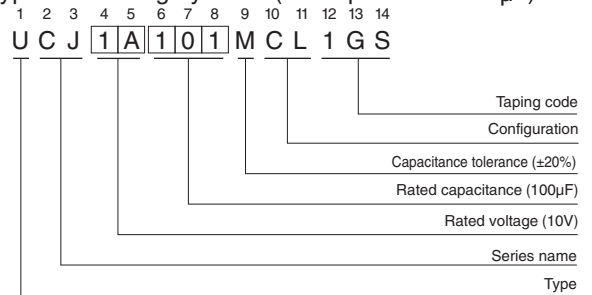 1 2 3 4 5 6 7 8 9 10 11 12 13 14
U C J 1 A 1 0 1 M C L 1 G S
Taping code
Configuration
Capacitance tolerance (±20%)
Rated capacitance (100µF)
Rated voltage (10V)
Series name
Type